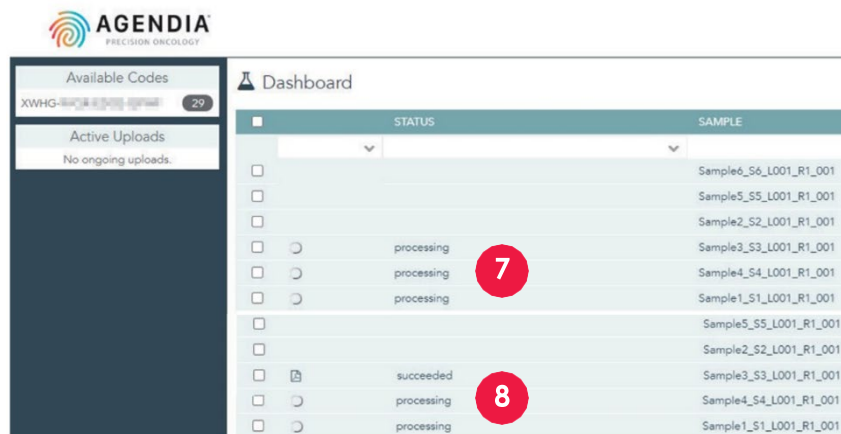 AGENDIA
PRECISION ONCOLOGY
Available Codes
XWHG-
29
Active Uploads
No ongoing uploads.
Dashboard
STATUS SAMPLE
Sample6_S6_L001_R1_001
Sample5_S5_L001_R1_001
Sample2_S2_L001_R1_001
processing Sample3_S3_L001_R1_001
processing 7 Sample4_S4_L001_R1_001
processing Sample1_S1_L001_R1_001
Sample5_S5_L001_R1_001
Sample2_S2_L001_R1_001
succeeded Sample3_S3_L001_R1_001
processing 8 Sample4_S4_L001_R1_001
processing Sample1_S1_L001_R1_001